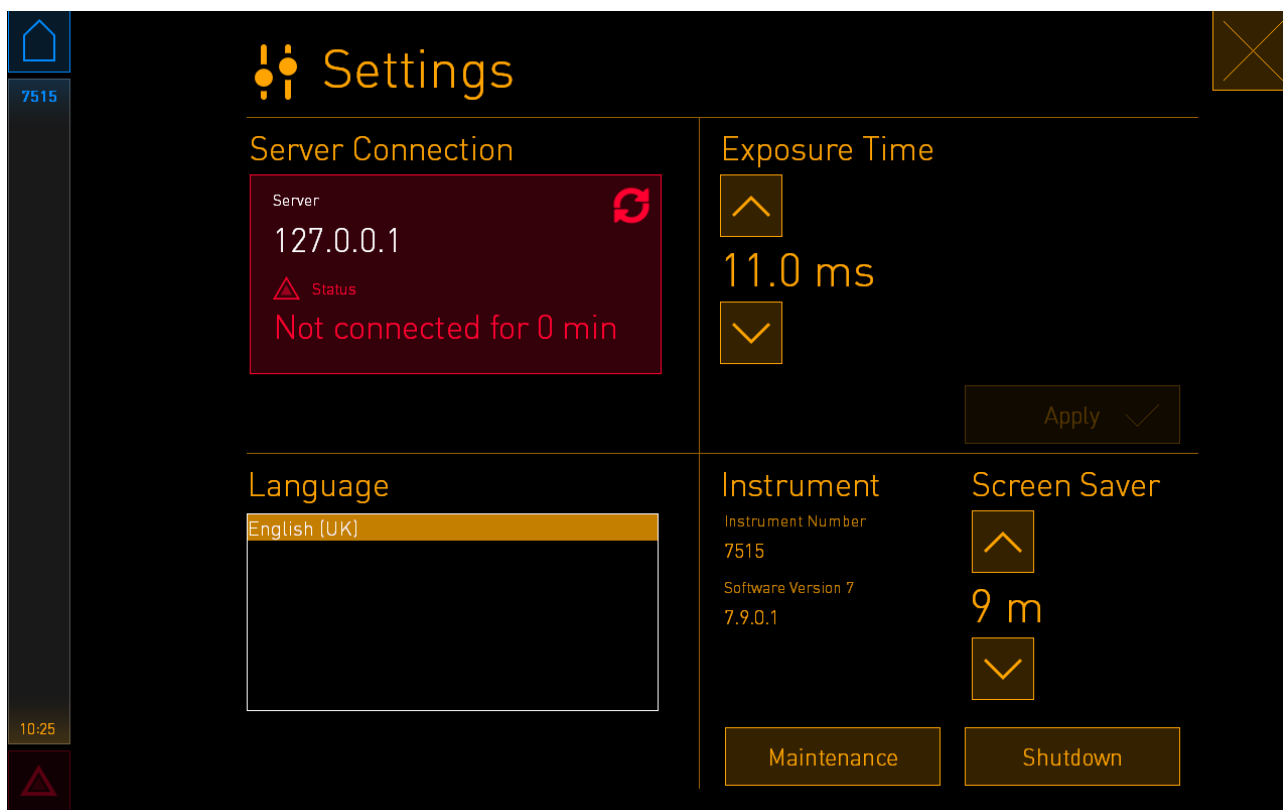 7515
Settings
Server Connection
Server
127.0.0.1
Status
Not connected for 0 min
Exposure Time
11.0 ms
Apply
Language
English (UK)
Instrument
Instrument Number
7515
Software Version 7
7.9.0.1
Screen Saver
9 m
10:25
Maintenance
Shutdown